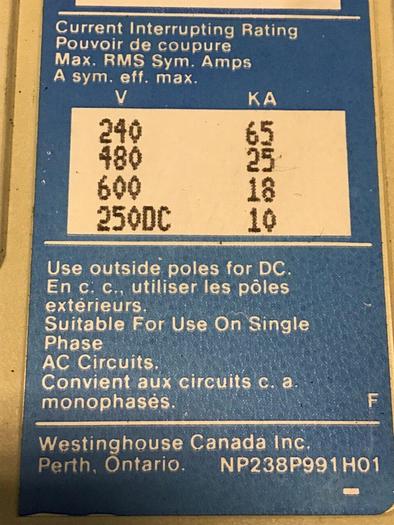 Current Interrupting Rating
Pouvoir de coupure
Max. RMS Sym. Amps
A sym. eff. max.
V KA
240 65
480 25
600 18
250DC 10
Use outside poles for DC.
En c. c., utiliser les pôles
extérieurs.
Suitable For Use On Single
Phase
AC Circuits.
Convient aux circuits c. a.
monophasés. F
Westinghouse Canada Inc.
Perth, Ontario. NP238P991H01